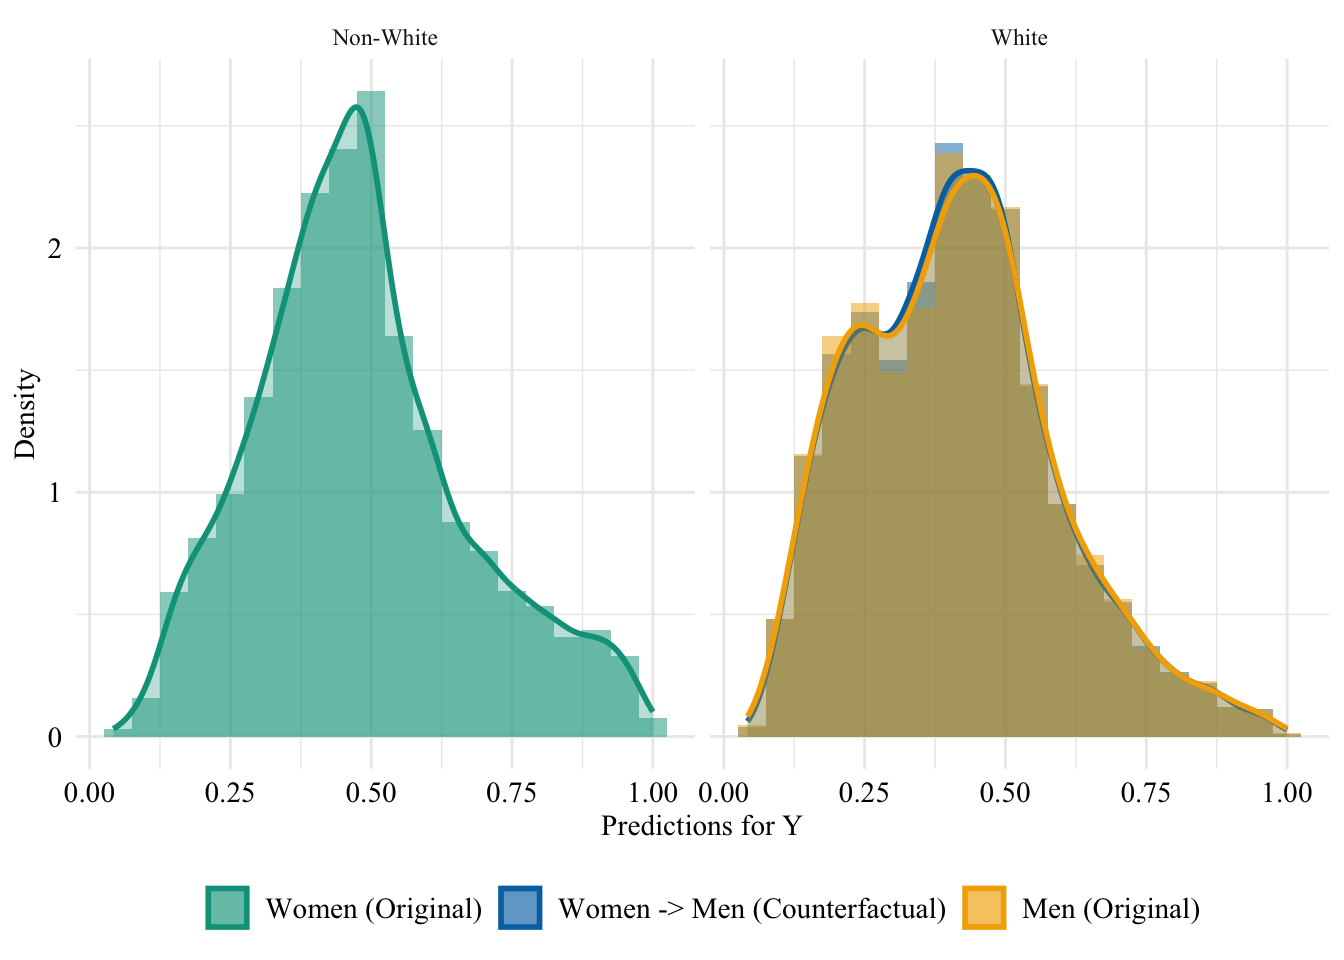 Non-White
White
Density
2
1
0
0.00 0.25 0.50 0.75 1.00 0.00 0.25 0.50 0.75 1.00
Predictions for Y
Women (Original) Women -> Men (Counterfactual) Men (Original)